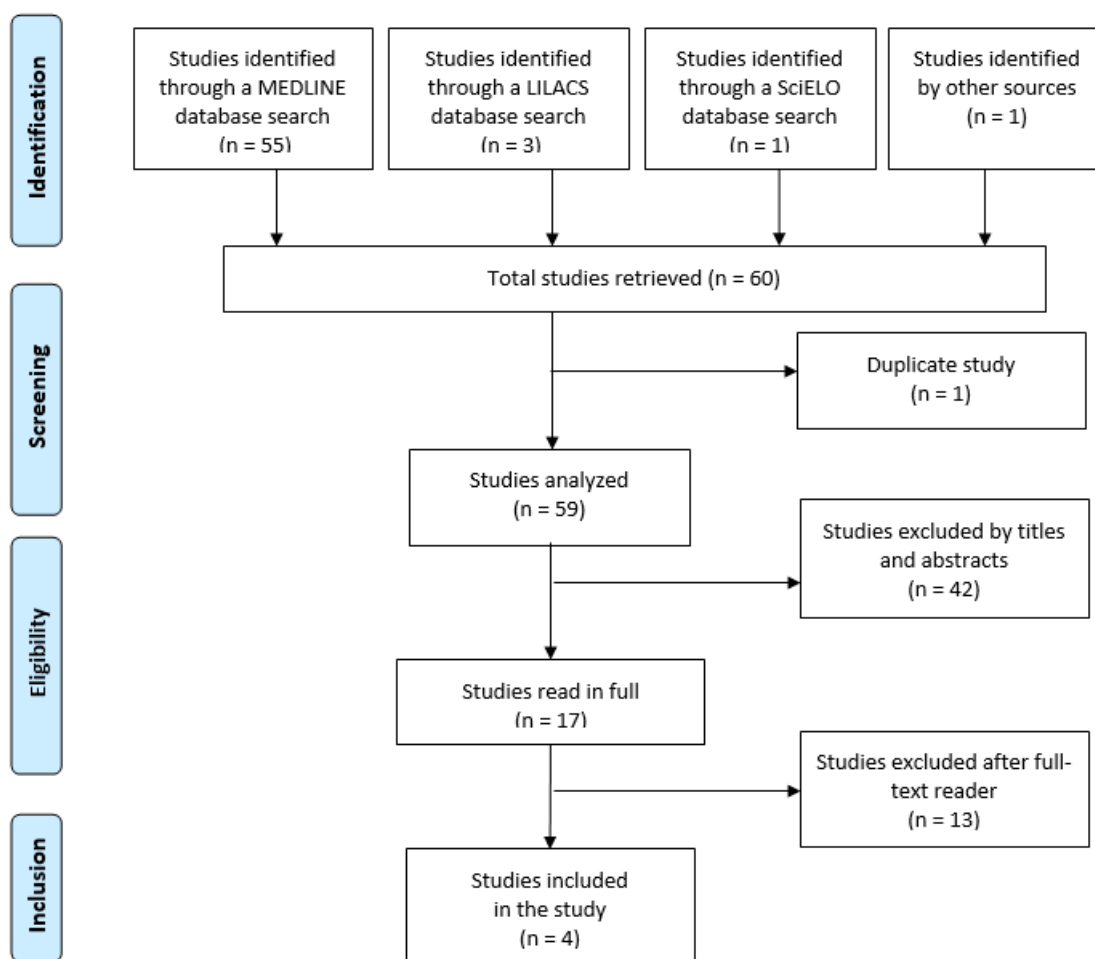 Identification
Studies identified
through a MEDLINE
database search
(n = 55)
Studies identified
through a LILACS
database search
(n = 3)
Studies identified
through a SciELO
database search
(n = 1)
Studies identified
by other sources
(n = 1)
Total studies retrieved (n = 60)
Screening
Duplicate study
(n = 1)
Studies analyzed
(n = 59)
Eligibility
Studies excluded by titles
and abstracts
(n = 42)
Studies read in full
(n = 17)
Studies excluded after full-
text reader
(n = 13)
Inclusion
Studies included
in the study
(n = 4)